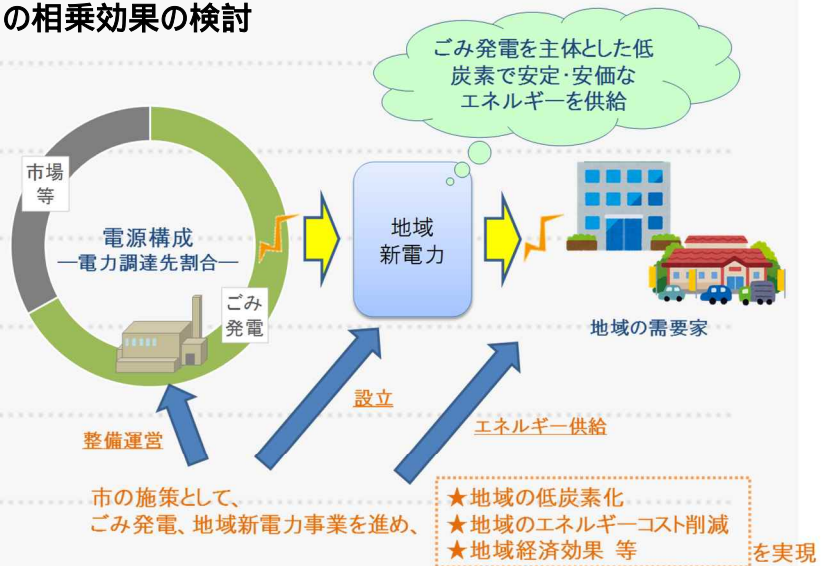 の相乗効果の検討
ごみ発電を主体とした低
炭素で安定・安価な
エネルギーを供給
市場
等
電源構成
―電力調達先割合―
ごみ
発電
地域
新電力
地域の需要家
整備運営
設立
エネルギー供給
市の施策として、
ごみ発電、地域新電力事業を進め、
★地域の低炭素化
★地域のエネルギーコスト削減
★地域経済効果 等
を実現